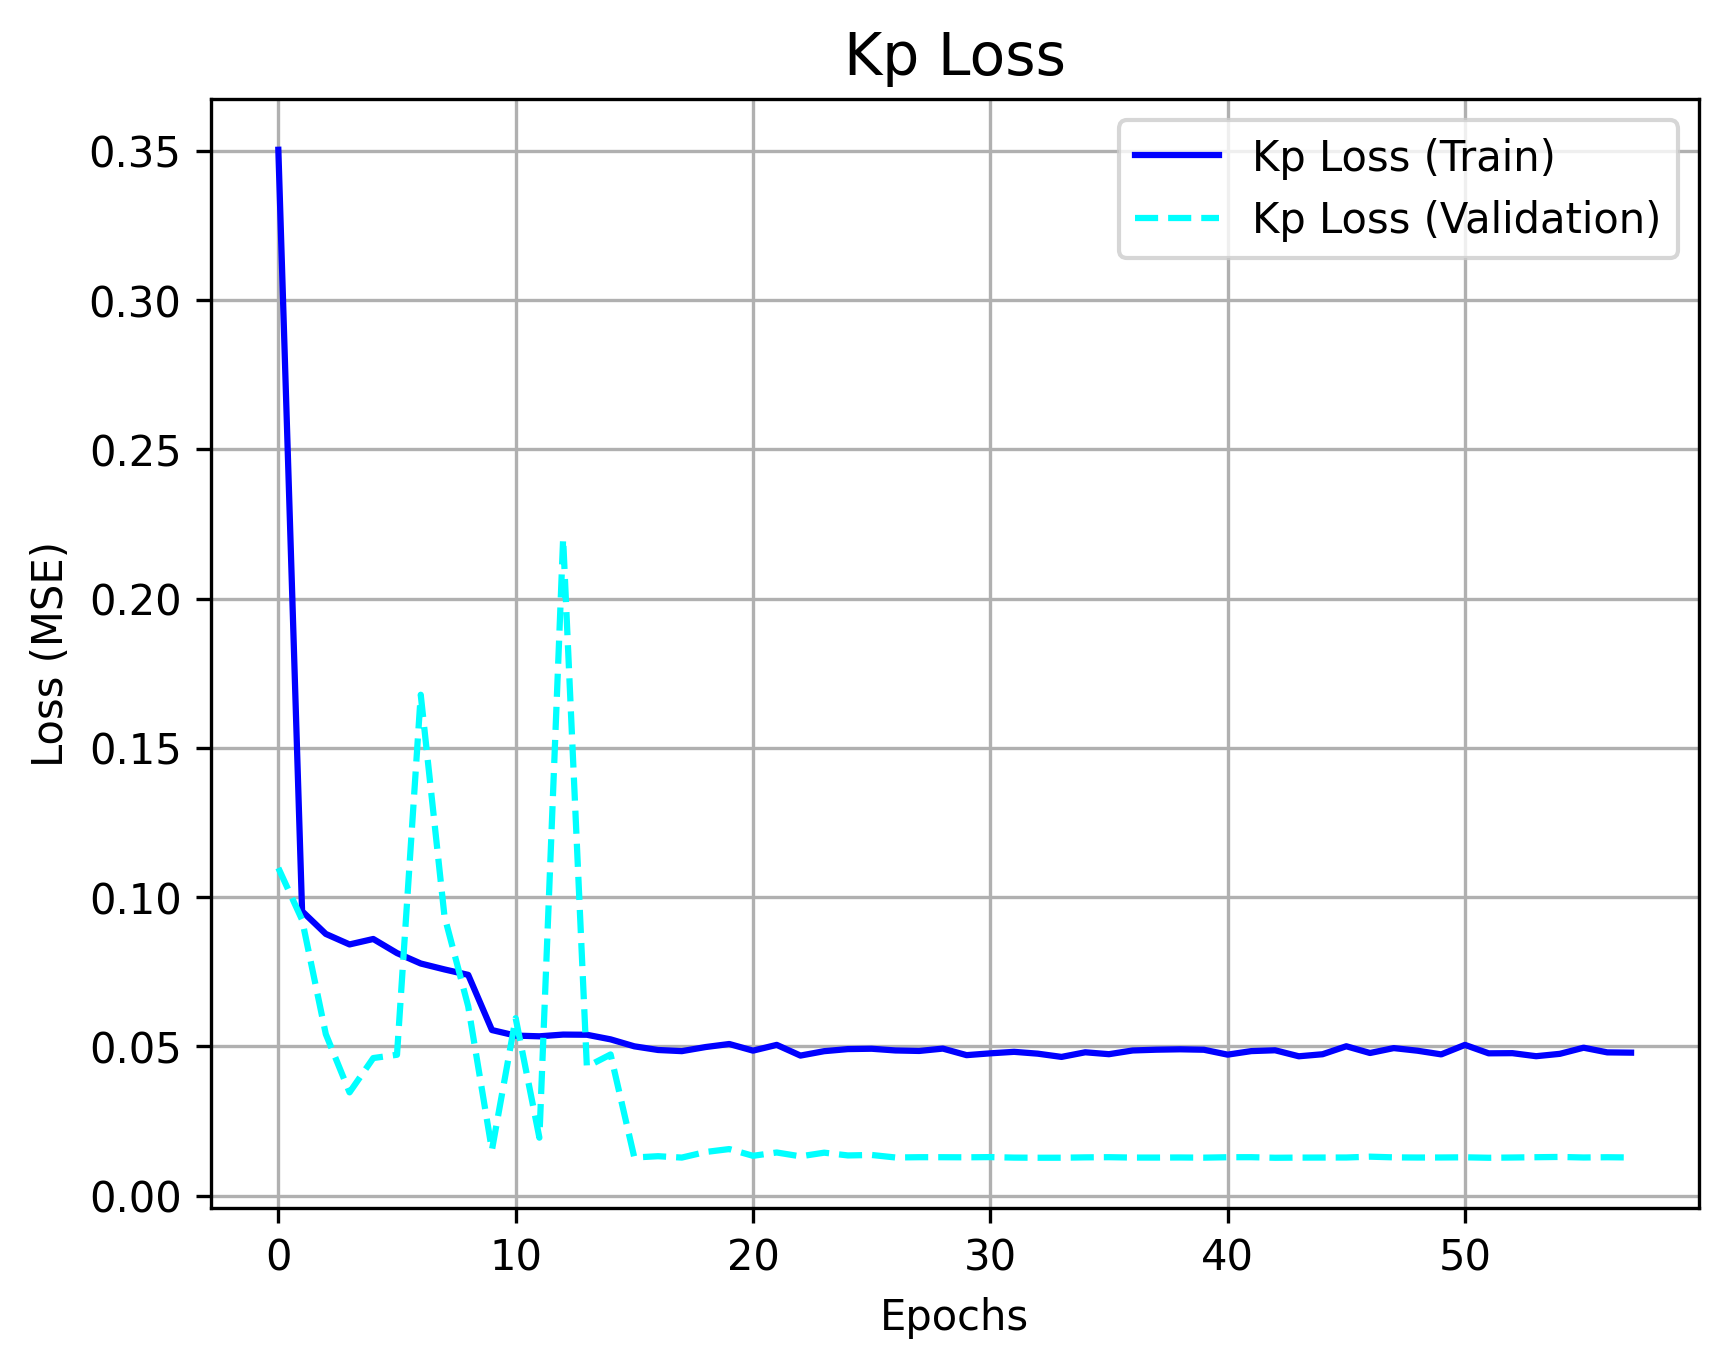 Kp Loss
Kp Loss (Train)
Kp Loss (Validation)
Loss (MSE)
0.35
0.30
0.25
0.20
0.15
0.10
0.05
0.00
0 10 20 30 40 50
Epochs